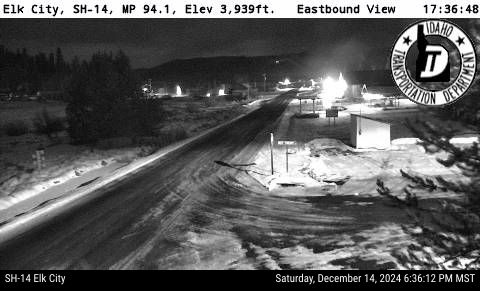 Elk City, SH-14, MP 94.1, Elev 3,939ft.   Eastbound View   17:36:48
IDAHO
TRANSPORTATION DEPARTMENT
SH-14 Elk City   Saturday, December 14, 2024 6:36:12 PM MST